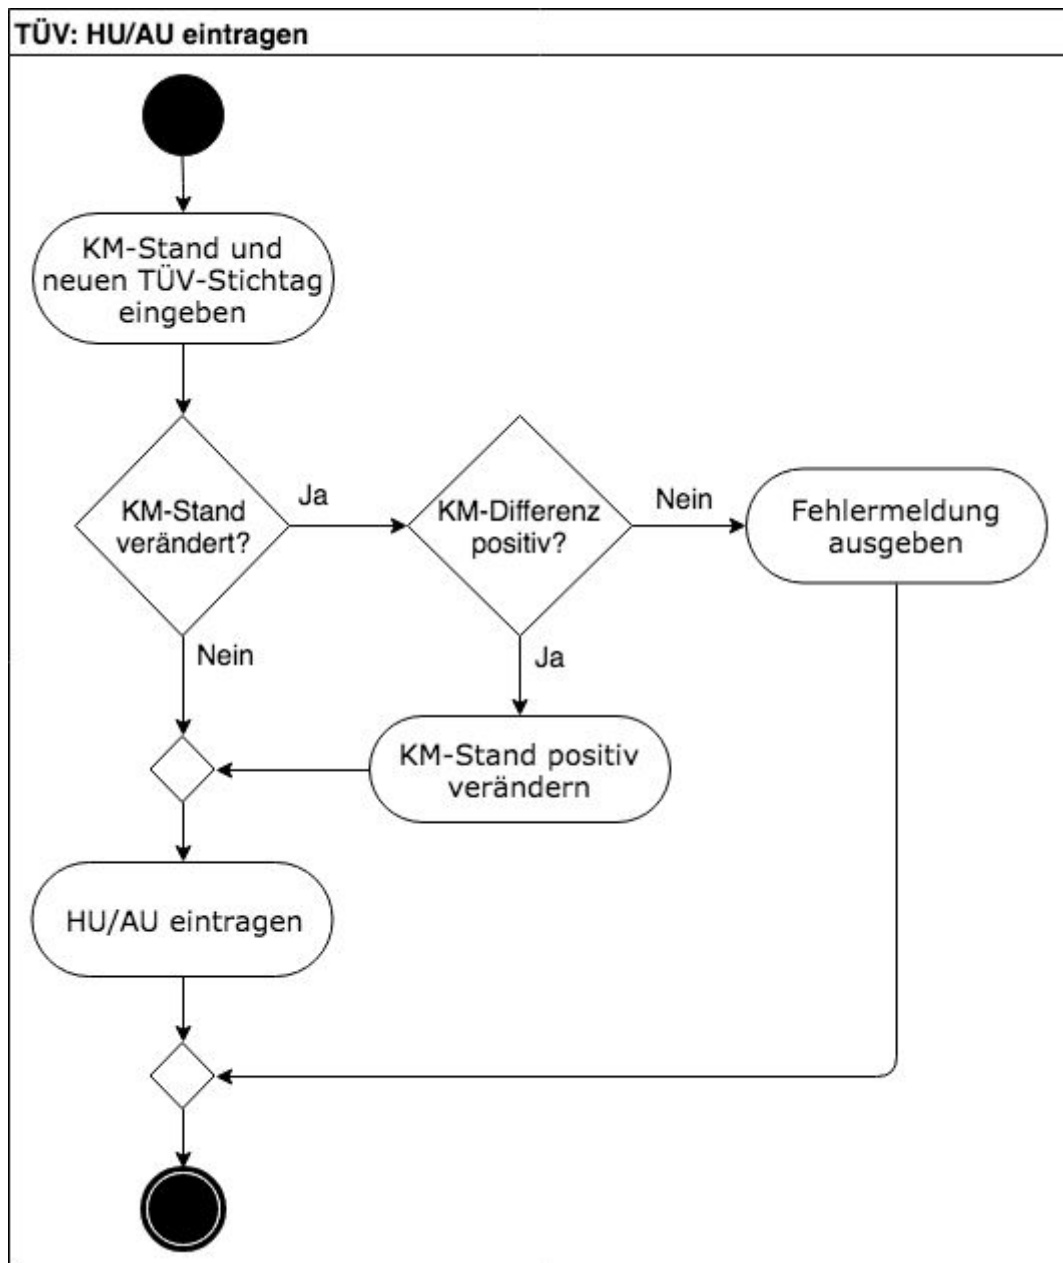 TÜV: HU/AU eintragen
KM-Stand und
neuen TÜV-Stichtag
eingeben
KM-Stand
verändert?
Ja
KM-Differenz
positiv?
Nein
Fehlermeldung
ausgeben
Nein
Ja
KM-Stand positiv
verändern
HU/AU eintragen